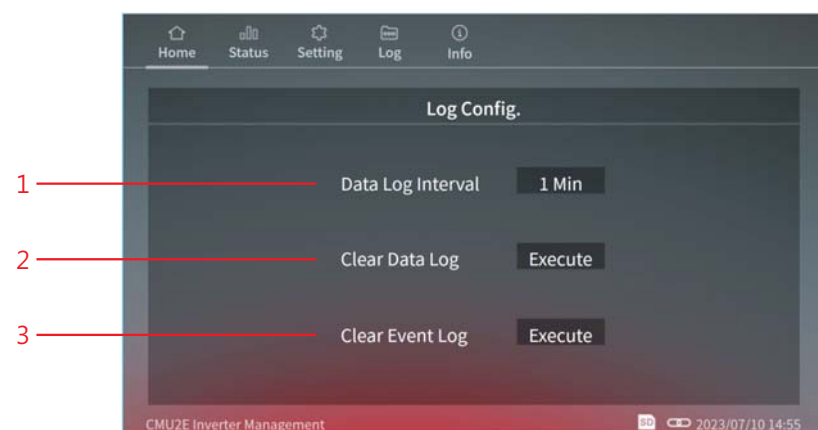 Home Status Setting Log Info
Log Config.
1 Data Log Interval 1 Min
2 Clear Data Log Execute
3 Clear Event Log Execute
CMU2E Inverter Management SD 2023/07/10 14:55